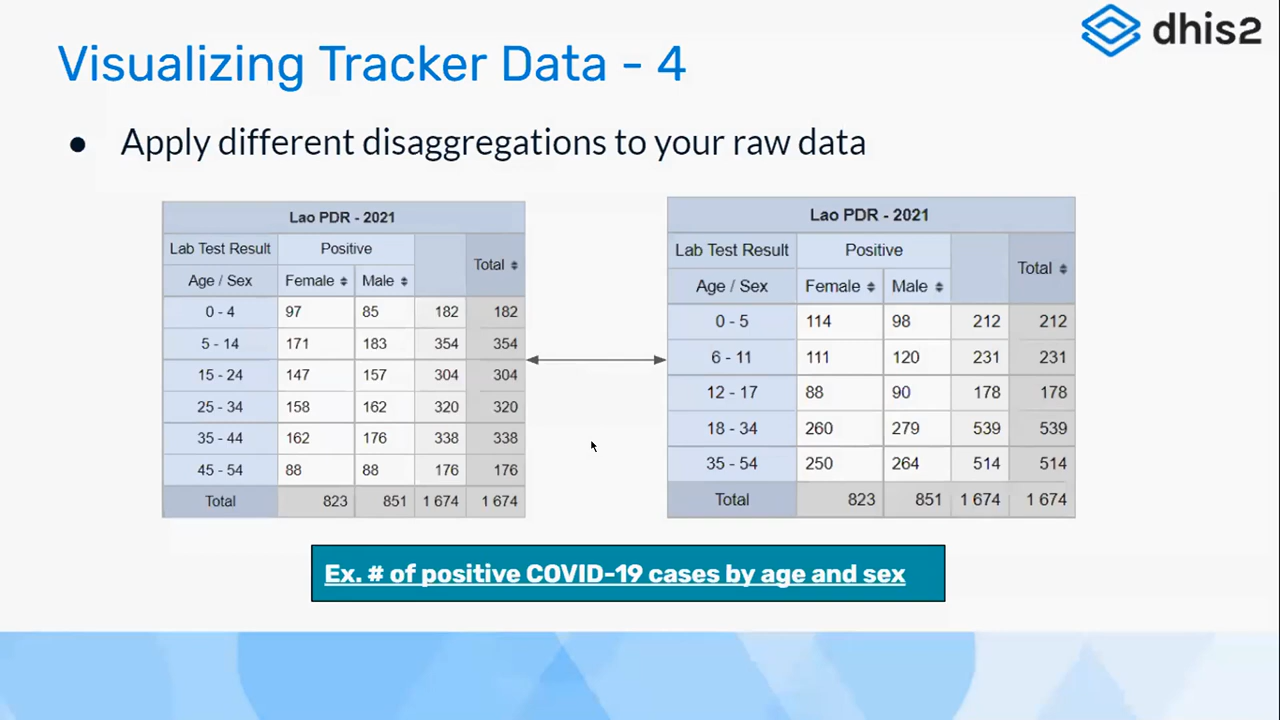 dhis2
Visualizing Tracker Data - 4
● Apply different disaggregations to your raw data
Lao PDR - 2021
Lab Test Result Positive Total
Age / Sex Female Male
0 - 4 97 85 182 182
5 - 14 171 183 354 354
15 - 24 147 157 304 304
25 - 34 158 162 320 320
35 - 44 162 176 338 338
45 - 54 88 88 176 176
Total 823 851 1 674 1 674
Lao PDR - 2021
Lab Test Result Positive Total
Age / Sex Female Male
0 - 5 114 98 212 212
6 - 11 111 120 231 231
12 - 17 88 90 178 178
18 - 34 260 279 539 539
35 - 54 250 264 514 514
Total 823 851 1 674 1 674
Ex. # of positive COVID-19 cases by age and sex